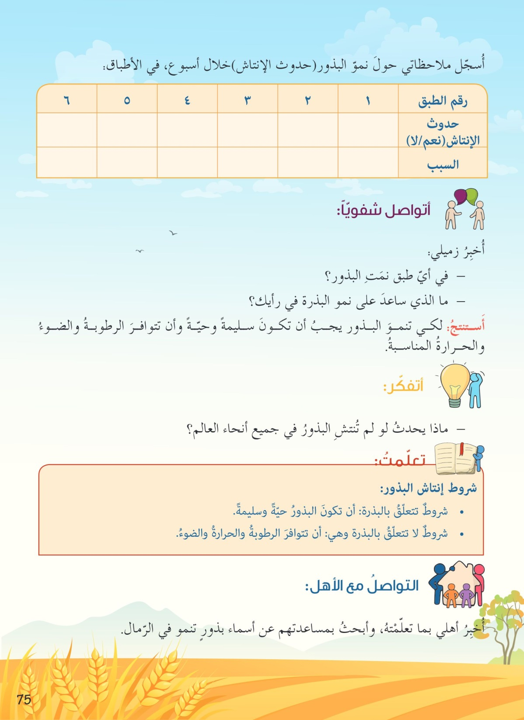 أُسجّل ملاحظاتي حولَ نموّ البذور(حدوث الإنتاش)خلال أسبوع، في الأطباق:
رقم الطبق ١ ٢ ٣ ٤ ٥ ٦
حدوث
الإنتاش(نعم/لا)
السبب
أتواصل شفويّاً:
أُخبِرُ زميلي:
– في أيّ طبق نمَتِ البذور؟
– ما الذي ساعدَ على نمو البذرة في رأيك؟
أَستنتجُ: لكي تنموَ البذور يجبُ أن تكونَ سليمةً وحيّةً وأن تتوافرَ الرطوبةُ والضوءُ
والحرارةُ المناسبةُ.
أتفكّر:
– ماذا يحدثُ لو لم تُنتشِ البذورُ في جميع أنحاء العالم؟
تعلّمتُ:
شروط إنتاش البذور:
• شروطٌ تتعلّقُ بالبذرة: أن تكونَ البذورُ حيّةً وسليمةً.
• شروطٌ لا تتعلّقُ بالبذرة وهي: أن تتوافرَ الرطوبةُ والحرارةُ والضوءُ.
التواصلُ مع الأهل:
أُخبرُ أهلي بما تعلّمْتهُ، وأبحثُ بمساعدتهم عن أسماء بذورٍ تنمو في الرّمال.
75